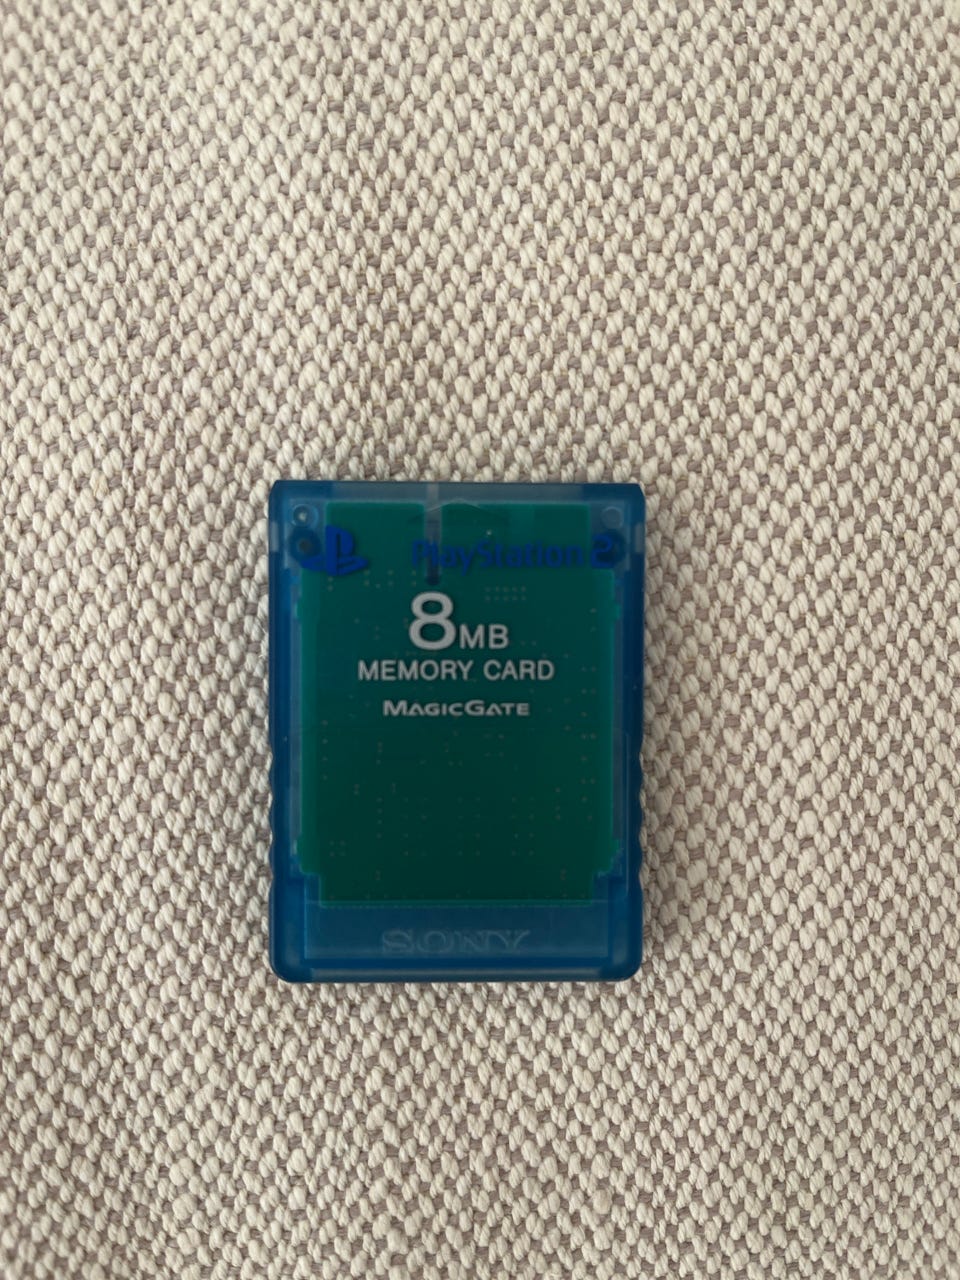 PlayStation 2
8MB
MEMORY CARD
MAGICGATE
SONY